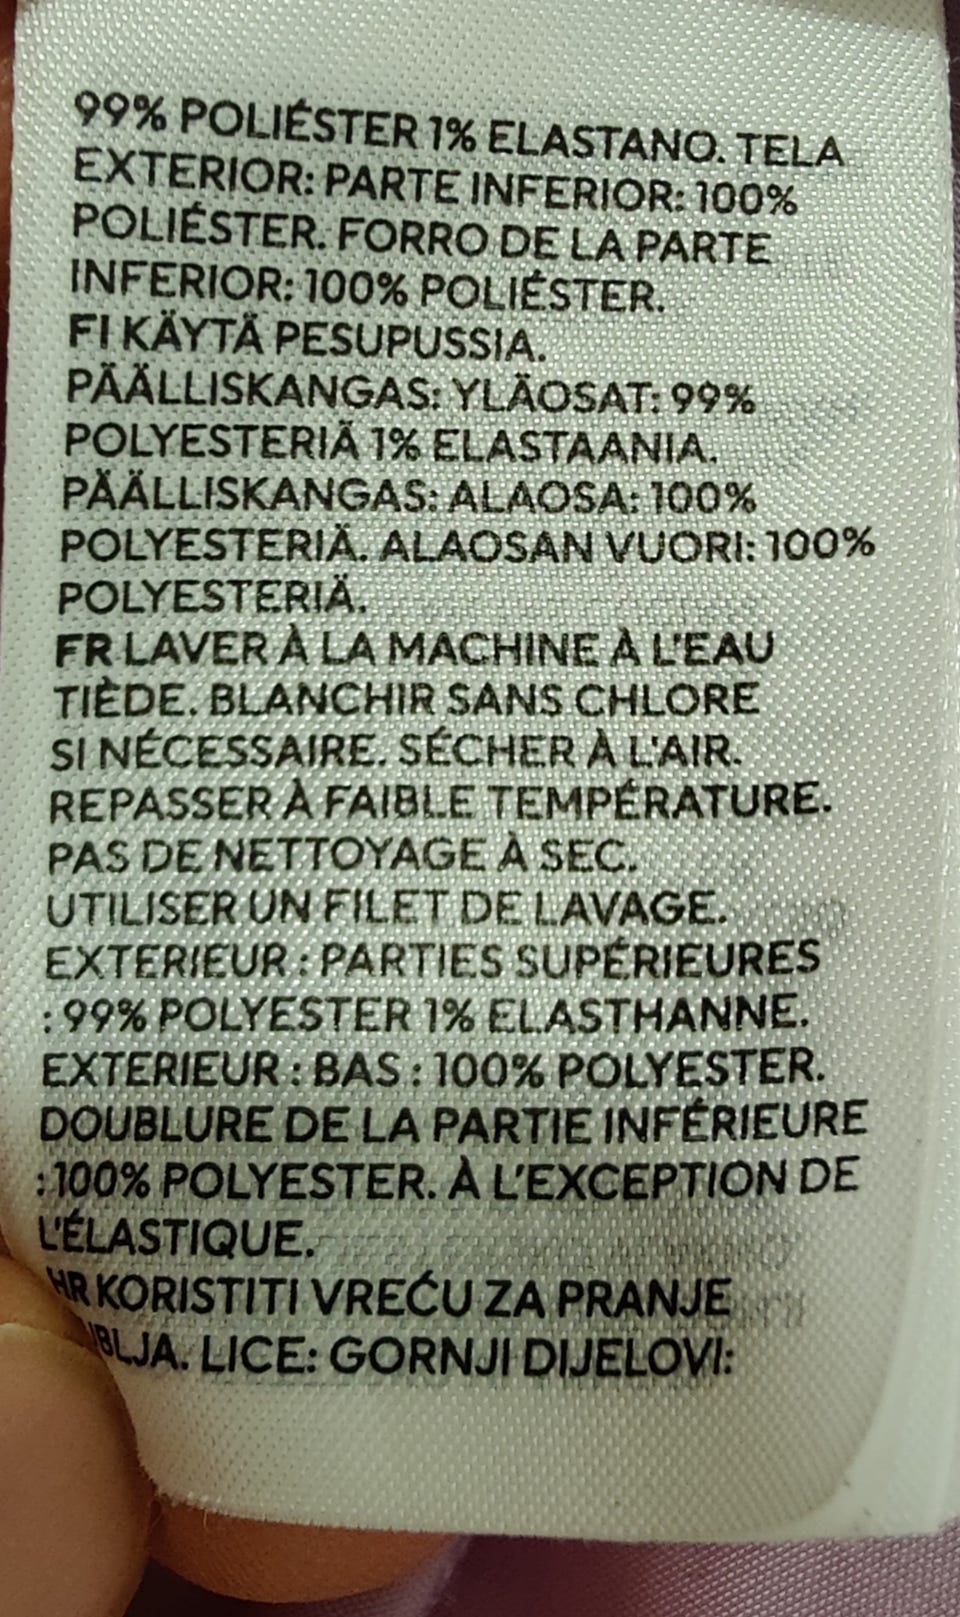 99% POLIÉSTER 1% ELASTANO. TELA
EXTERIOR: PARTE INFERIOR: 100%
POLIÉSTER. FORRO DE LA PARTE
INFERIOR: 100% POLIÉSTER.
FI KÄYTÄ PESUPUSSIA.
PÄÄLLISKANGAS: YLÄOSAT: 99%
POLYESTERIÄ 1% ELASTAANIA.
PÄÄLLISKANGAS: ALAOSA: 100%
POLYESTERIÄ. ALAOSAN VUORI: 100%
POLYESTERIÄ.
FR LAVER À LA MACHINE À L'EAU
TIÈDE. BLANCHIR SANS CHLORE
SI NÉCESSAIRE. SÉCHER À L'AIR.
REPASSER À FAIBLE TEMPÉRATURE.
PAS DE NETTOYAGE À SEC.
UTILISER UN FILET DE LAVAGE.
EXTERIEUR : PARTIES SUPÉRIEURES
: 99% POLYESTER 1% ELASTHANNE.
EXTERIEUR : BAS : 100% POLYESTER.
DOUBLURE DE LA PARTIE INFÉRIEURE
: 100% POLYESTER. À L'EXCEPTION DE
L'ÉLASTIQUE.
HR KORISTITI VREĆU ZA PRANJE
LICE: GORNJI DIJELOVI: